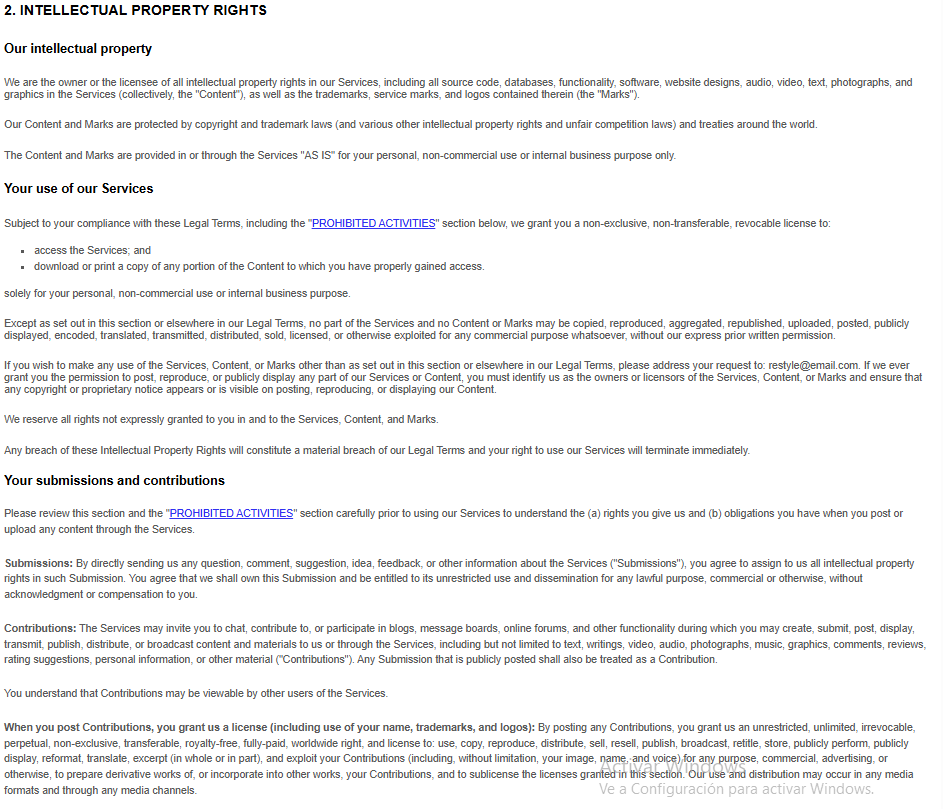 2. INTELLECTUAL PROPERTY RIGHTS
Our intellectual property
We are the owner or the licensee of all intellectual property rights in our Services, including all source code, databases, functionality, software, website designs, audio, video, text, photographs, and
graphics in the Services (collectively, the "Content"), as well as the trademarks, service marks, and logos contained therein (the "Marks").
Our Content and Marks are protected by copyright and trademark laws (and various other intellectual property rights and unfair competition laws) and treaties around the world.
The Content and Marks are provided in or through the Services "AS IS" for your personal, non-commercial use or internal business purpose only.
Your use of our Services
Subject to your compliance with these Legal Terms, including the "PROHIBITED ACTIVITIES" section below, we grant you a non-exclusive, non-transferable, revocable license to:
▪ access the Services; and
▪ download or print a copy of any portion of the Content to which you have properly gained access.
solely for your personal, non-commercial use or internal business purpose.
Except as set out in this section or elsewhere in our Legal Terms, no part of the Services and no Content or Marks may be copied, reproduced, aggregated, republished, uploaded, posted, publicly
displayed, encoded, translated, transmitted, distributed, sold, licensed, or otherwise exploited for any commercial purpose whatsoever, without our express prior written permission.
If you wish to make any use of the Services, Content, or Marks other than as set out in this section or elsewhere in our Legal Terms, please address your request to: restyle@email.com. If we ever
grant you the permission to post, reproduce, or publicly display any part of our Services or Content, you must identify us as the owners or licensors of the Services, Content, or Marks and ensure that
any copyright or proprietary notice appears or is visible on posting, reproducing, or displaying our Content.
We reserve all rights not expressly granted to you in and to the Services, Content, and Marks.
Any breach of these Intellectual Property Rights will constitute a material breach of our Legal Terms and your right to use our Services will terminate immediately.
Your submissions and contributions
Please review this section and the "PROHIBITED ACTIVITIES" section carefully prior to using our Services to understand the (a) rights you give us and (b) obligations you have when you post or
upload any content through the Services.
Submissions: By directly sending us any question, comment, suggestion, idea, feedback, or other information about the Services ("Submissions"), you agree to assign to us all intellectual property
rights in such Submission. You agree that we shall own this Submission and be entitled to its unrestricted use and dissemination for any lawful purpose, commercial or otherwise, without
acknowledgment or compensation to you.
Contributions: The Services may invite you to chat, contribute to, or participate in blogs, message boards, online forums, and other functionality during which you may create, submit, post, display,
transmit, publish, distribute, or broadcast content and materials to us or through the Services, including but not limited to text, writings, video, audio, photographs, music, graphics, comments, reviews,
rating suggestions, personal information, or other material ("Contributions"). Any Submission that is publicly posted shall also be treated as a Contribution.
You understand that Contributions may be viewable by other users of the Services.
When you post Contributions, you grant us a license (including use of your name, trademarks, and logos): By posting any Contributions, you grant us an unrestricted, unlimited, irrevocable,
perpetual, non-exclusive, transferable, royalty-free, fully-paid, worldwide right, and license to: use, copy, reproduce, distribute, sell, resell, publish, broadcast, retitle, store, publicly perform, publicly
display, reformat, translate, excerpt (in whole or in part), and exploit your Contributions (including, without limitation, your image, name, and voice) for any purpose, commercial, advertising, or
otherwise, to prepare derivative works of, or incorporate into other works, your Contributions, and to sublicense the licenses granted in this section. Our use and distribution may occur in any media
formats and through any media channels.
Activar Windows
Ve a Configuración para activar Windows.